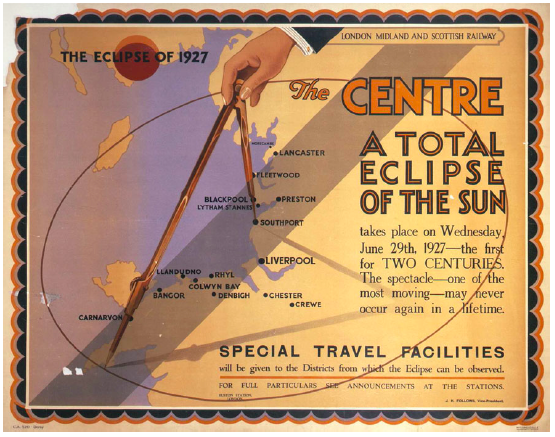 LONDON MIDLAND AND SCOTTISH RAILWAY
THE ECLIPSE OF 1927
The CENTRE
A TOTAL
ECLIPSE
OF THE SUN
takes place on Wednesday,
June 29th, 1927—the first
for TWO CENTURIES.
The spectacle—one of the
most moving—may never
occur again in a lifetime.
MORECAMBE
LANCASTER
FLEETWOOD
BLACKPOOL
PRESTON
LYTHAM ST ANNES
SOUTHPORT
LIVERPOOL
LLANDUDNO
RHYL
COLWYN BAY
BANGOR
DENBIGH
CHESTER
CREWE
CARNARVON
SPECIAL TRAVEL FACILITIES
will be given to the Districts from which the Eclipse can be observed.
FOR FULL PARTICULARS SEE ANNOUNCEMENTS AT THE STATIONS.
EUSTON STATION
LONDON
J. H. FOLLOWS, Vice-President.